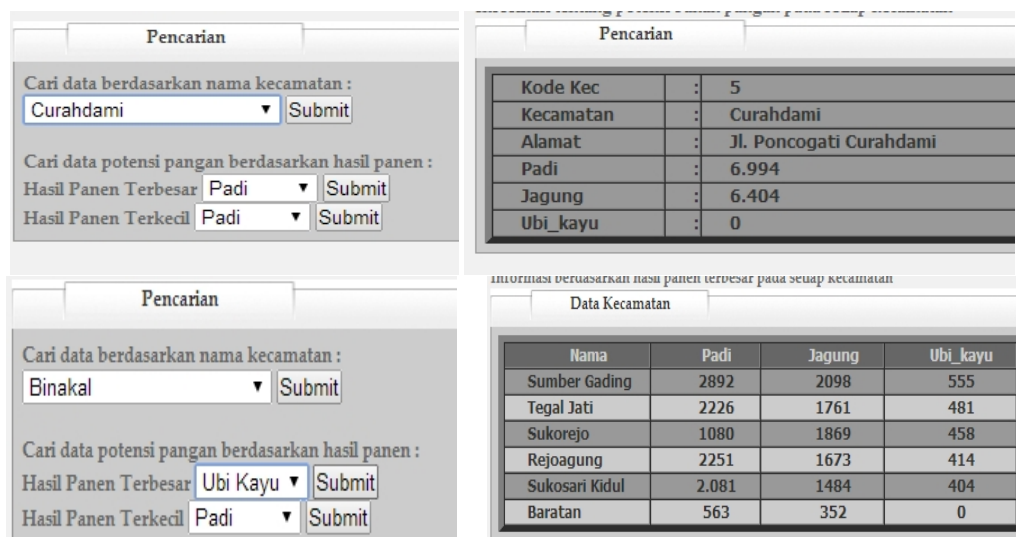 Pencarian
Cari data berdasarkan nama kecamatan :
Curahdami Submit
Cari data potensi pangan berdasarkan hasil panen :
Hasil Panen Terbesar Padi Submit
Hasil Panen Terkecil Padi Submit
Pencarian
Kode Kec : 5
Kecamatan : Curahdami
Alamat : Jl. Poncogati Curahdami
Padi : 6.994
Jagung : 6.404
Ubi_kayu : 0
Pencarian
Cari data berdasarkan nama kecamatan :
Binakal Submit
Cari data potensi pangan berdasarkan hasil panen :
Hasil Panen Terbesar Ubi Kayu Submit
Hasil Panen Terkecil Padi Submit
Informasi berdasarkan hasil panen terbesar pada setiap kecamatan
Data Kecamatan
Nama Padi Jagung Ubi_kayu
Sumber Gading 2892 2098 555
Tegal Jati 2226 1761 481
Sukorejo 1080 1869 458
Rejoagung 2251 1673 414
Sukosari Kidul 2.081 1484 404
Baratan 563 352 0